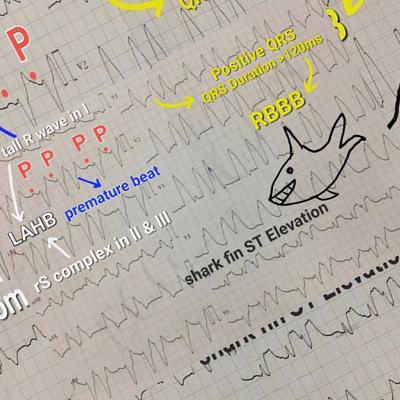 P
Positive QRS
QRS Duration >120ms
RBBB
tall R wave in I
P P P P
premature beat
LAHB
rS complex in II & III
shark fin ST Elevation